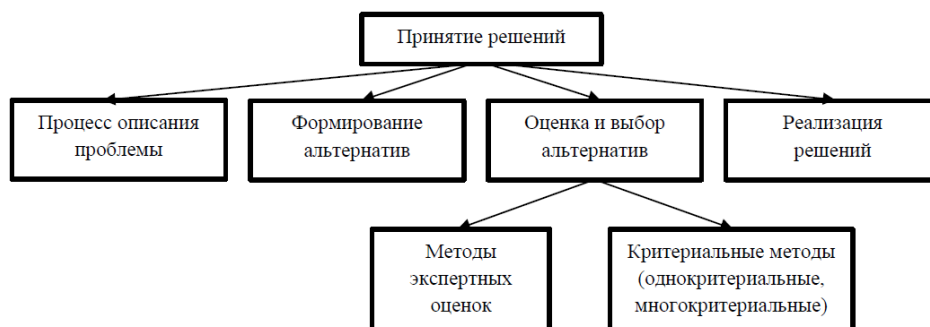 Принятие решений
Процесс описания
проблемы
Формирование
альтернатив
Оценка и выбор
альтернатив
Реализация
решений
Методы
экспертных
оценок
Критериальные методы
(однокритериальные,
многокритериальные)